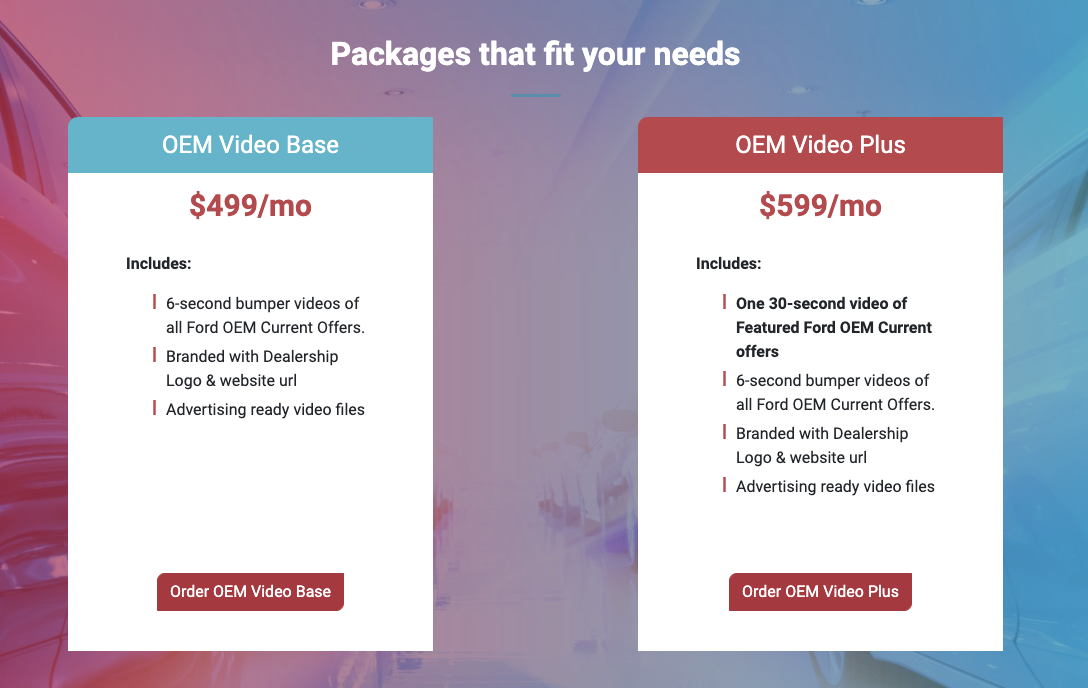 Packages that fit your needs
OEM Video Base
$499/mo
Includes:
6-second bumper videos of
all Ford OEM Current Offers.
Branded with Dealership
Logo & website url
Advertising ready video files
Order OEM Video Base
OEM Video Plus
$599/mo
Includes:
One 30-second video of
Featured Ford OEM Current
offers
6-second bumper videos of
all Ford OEM Current Offers.
Branded with Dealership
Logo & website url
Advertising ready video files
Order OEM Video Plus